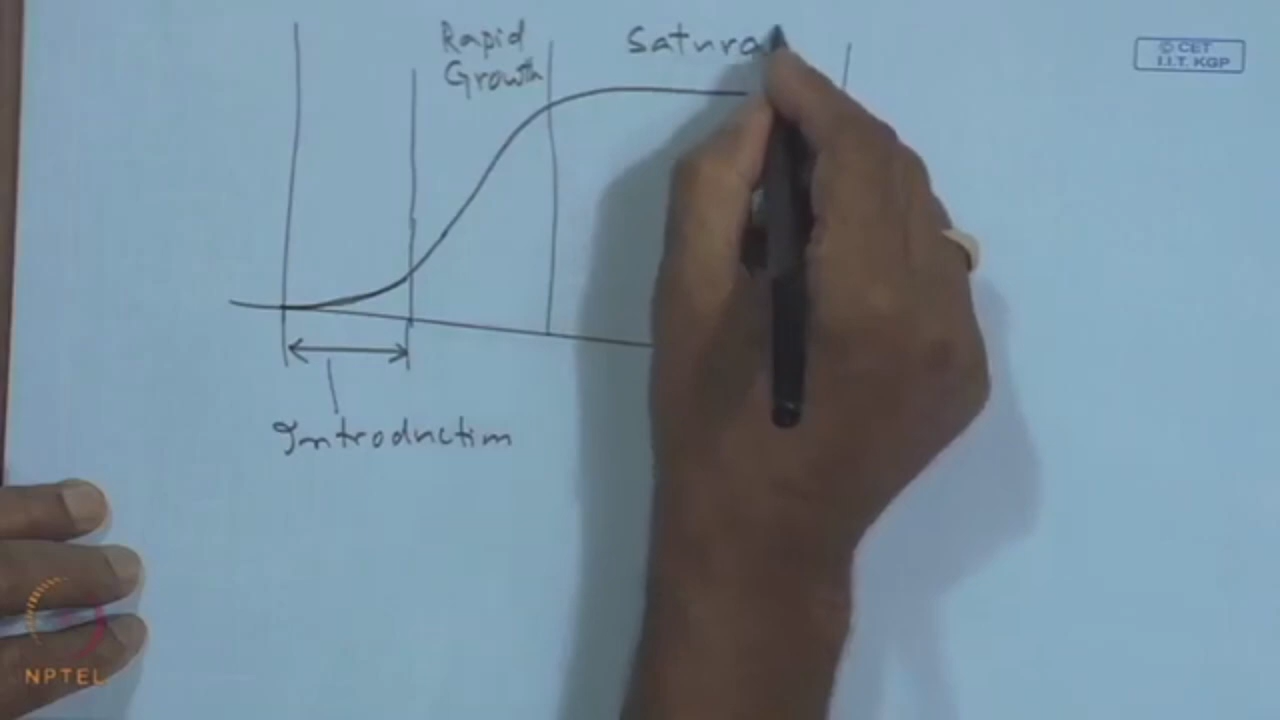 Rapid
Growth
Satura
© CET
I.I.T. KGP
Introduction
NPTEL